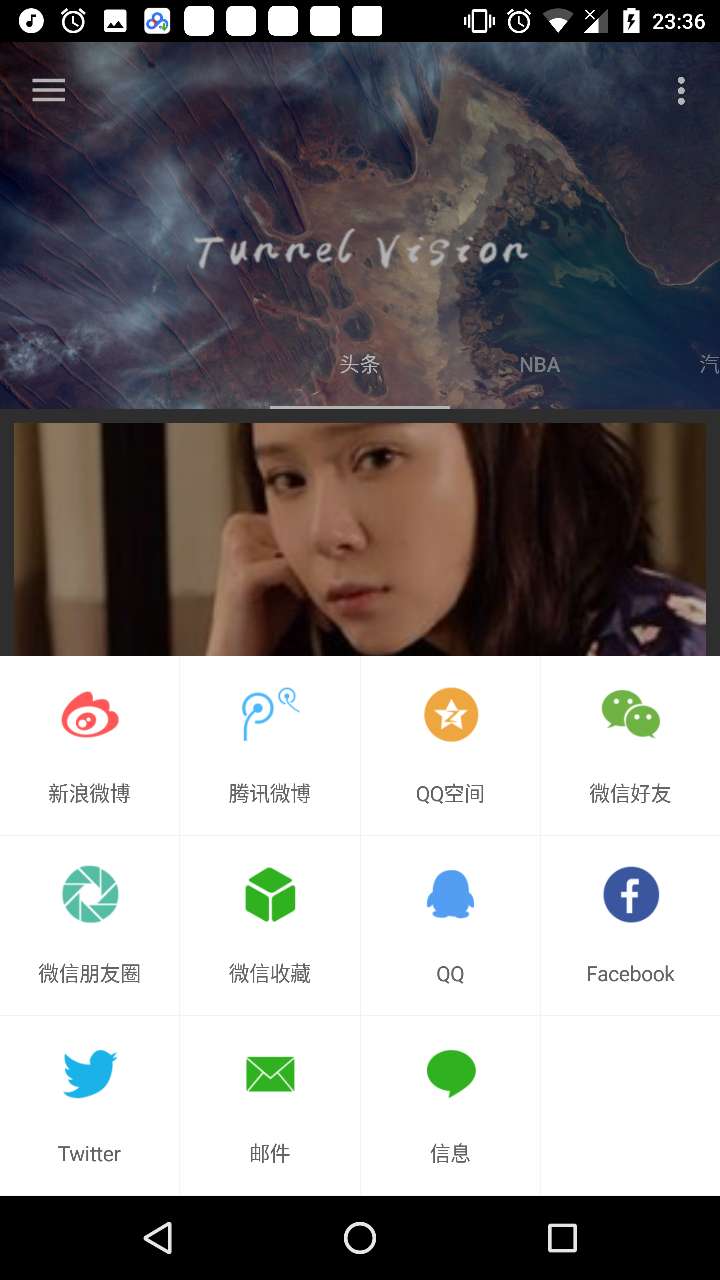 23:36
Tunnel Vision
头条 NBA 汽
新浪微博 腾讯微博 QQ空间 微信好友
微信朋友圈 微信收藏 QQ Facebook
Twitter 邮件 信息